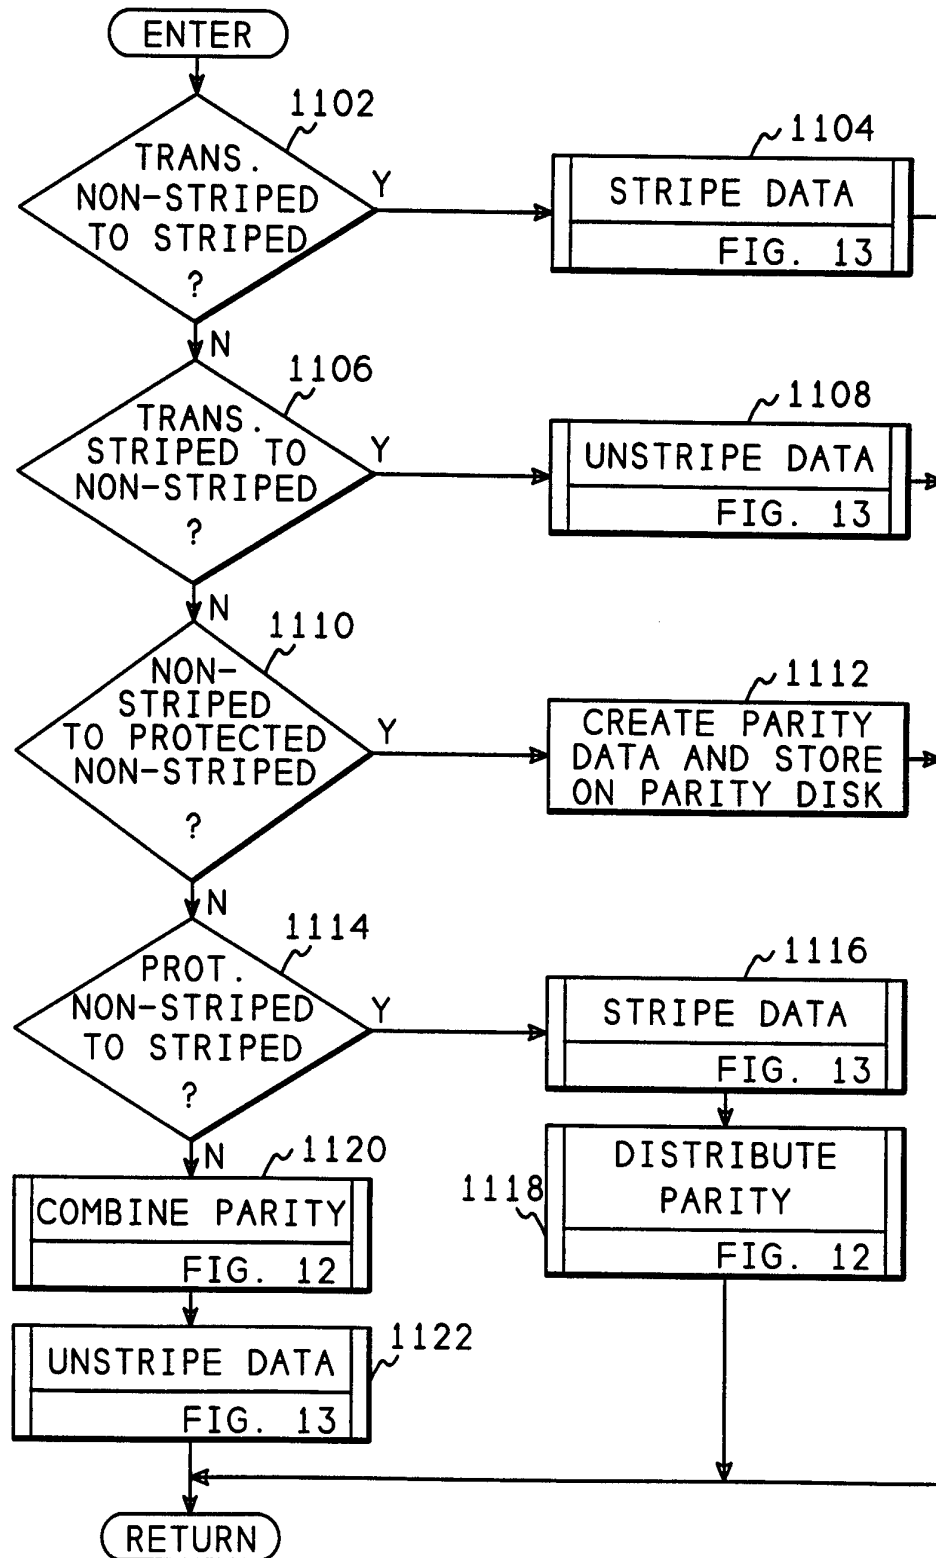 ENTER
1102
TRANS.
NON-STRIPED
TO STRIPED
?
Y
N
1104
STRIPE DATA
FIG. 13
1106
TRANS.
STRIPED TO
NON-STRIPED
?
Y
N
1108
UNSTRIPE DATA
FIG. 13
1110
NON-
STRIPED
TO PROTECTED
NON-STRIPED
?
Y
N
1112
CREATE PARITY
DATA AND STORE
ON PARITY DISK
1114
PROT.
NON-STRIPED
TO STRIPED
?
Y
N
1116
STRIPE DATA
FIG. 13
1118
DISTRIBUTE
PARITY
FIG. 12
1120
COMBINE PARITY
FIG. 12
1122
UNSTRIPE DATA
FIG. 13
RETURN